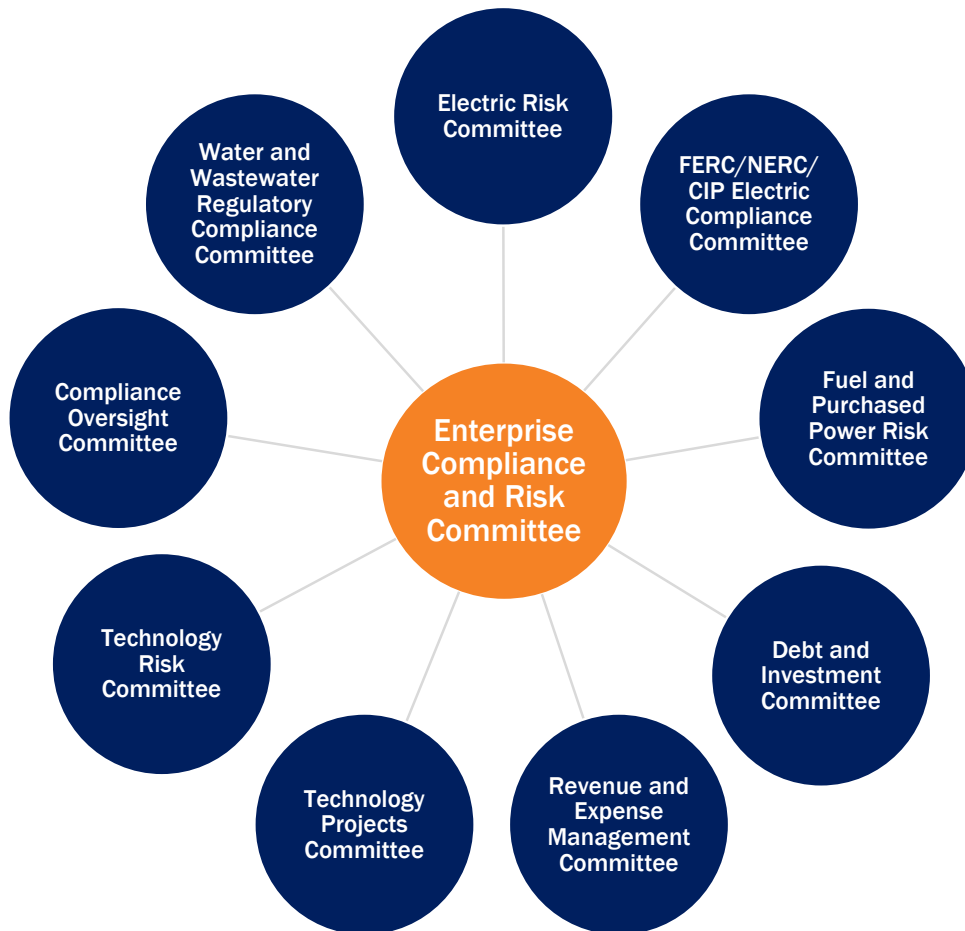 Electric Risk
Committee
FERC/NERC/
CIP Electric
Compliance
Committee
Fuel and
Purchased
Power Risk
Committee
Debt and
Investment
Committee
Revenue and
Expense
Management
Committee
Technology
Projects
Committee
Technology
Risk
Committee
Compliance
Oversight
Committee
Water and
Wastewater
Regulatory
Compliance
Committee
Enterprise
Compliance
and Risk
Committee